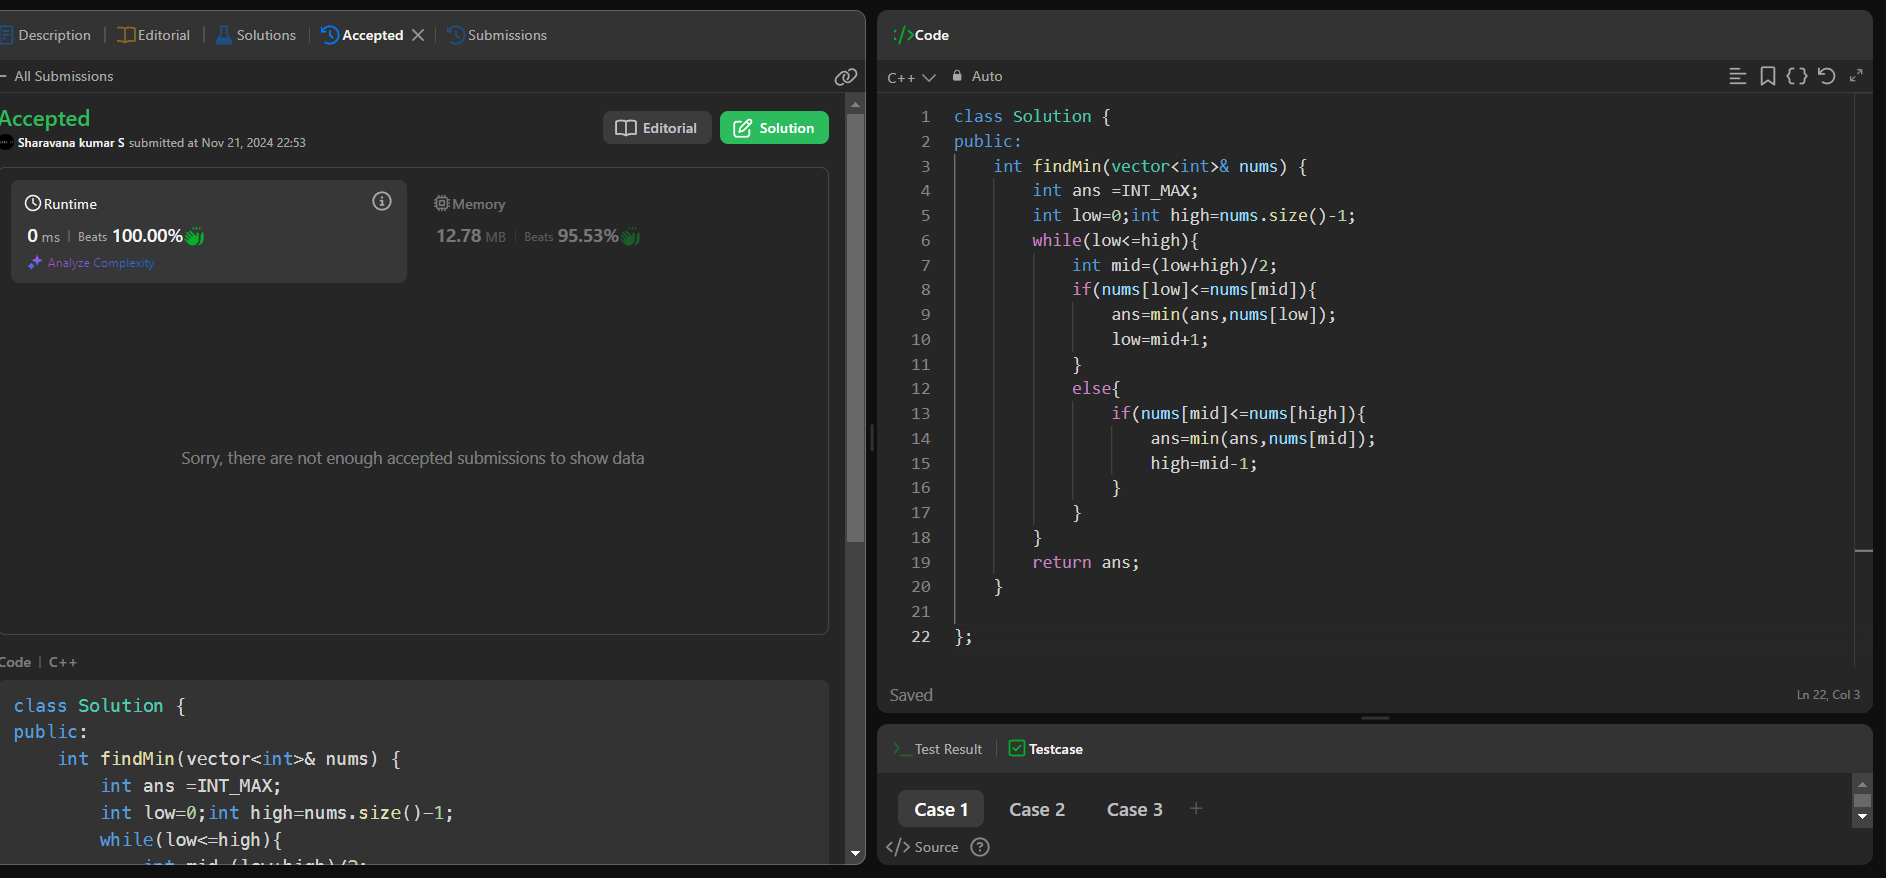 Description | Editorial | Solutions | Accepted | Submissions
All Submissions
Accepted
Sharavana kumar S submitted at Nov 21, 2024 22:53
Editorial
Solution
Runtime
0 ms | Beats 100.00%
Analyze Complexity
Memory
12.78 MB | Beats 95.53%
Sorry, there are not enough accepted submissions to show data
Code | C++
class Solution {
public:
    int findMin(vector<int>& nums) {
        int ans =INT_MAX;
        int low=0;int high=nums.size()-1;
        while(low<=high){
            int mid=(low+high)/2;
</> Code
C++ Auto
1 class Solution {
2 public:
3     int findMin(vector<int>& nums) {
4         int ans =INT_MAX;
5         int low=0;int high=nums.size()-1;
6         while(low<=high){
7             int mid=(low+high)/2;
8             if(nums[low]<=nums[mid]){
9                 ans=min(ans,nums[low]);
10                 low=mid+1;
11             }
12             else{
13                 if(nums[mid]<=nums[high]){
14                     ans=min(ans,nums[mid]);
15                     high=mid-1;
16                 }
17             }
18         }
19         return ans;
20     }
21
22 };
Saved
Ln 22, Col 3
>_ Test Result | Testcase
Case 1 Case 2 Case 3 +
</> Source ?